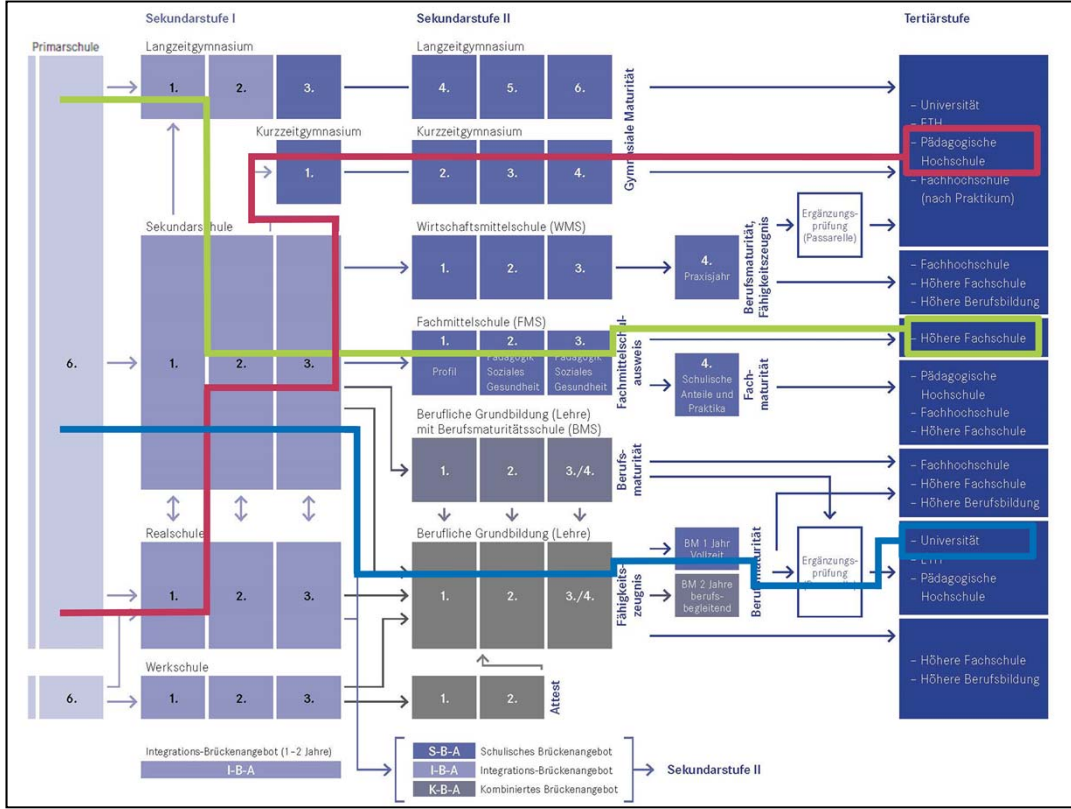 Sekundarstufe I
Sekundarstufe II
Tertiärstufe
Primarschule
Langzeitgymnasium
Langzeitgymnasium
1.
2.
3.
4.
5.
6.
Gymnasiale Maturität
– Universität
– ETH
– Pädagogische
Hochschule
– Fachhochschule
(nach Praktikum)
Kurzzeitgymnasium
Kurzzeitgymnasium
1.
2.
3.
4.
Sekundarschule
Wirtschaftsmittelschule (WMS)
1.
2.
3.
4.
Praxisjahr
Berufsmaturität,
Fähigkeitszeugnis
Ergänzungs-
prüfung
(Passarelle)
– Fachhochschule
– Höhere Fachschule
– Höhere Berufsbildung
6.
1.
2.
3.
Fachmittelschule (FMS)
1.
2.
3.
Profil
Pädagogik
Soziales
Gesundheit
Pädagogik
Soziales
Gesundheit
Fachmittelschul-
ausweis
– Höhere Fachschule
4.
Schulische
Anteile und
Praktika
Fach-
maturität
– Pädagogische
Hochschule
– Fachhochschule
– Höhere Fachschule
Berufliche Grundbildung (Lehre)
mit Berufsmaturitätsschule (BMS)
1.
2.
3./4.
Berufs-
maturität
– Fachhochschule
– Höhere Fachschule
– Höhere Berufsbildung
Realschule
1.
2.
3.
Berufliche Grundbildung (Lehre)
1.
2.
3./4.
Fähigkeits-
zeugnis
BM 1 Jahr
Vollzeit
BM 2 Jahre
berufs-
begleitend
Berufsmaturität
Ergänzungs-
prüfung
– Universität
– ETH
– Pädagogische
Hochschule
Werkschule
6.
1.
2.
3.
1.
2.
Attest
– Höhere Fachschule
– Höhere Berufsbildung
Integrations-Brückenangebot (1–2 Jahre)
I-B-A
S-B-A Schulisches Brückenangebot
I-B-A Integrations-Brückenangebot
K-B-A Kombiniertes Brückenangebot
Sekundarstufe II